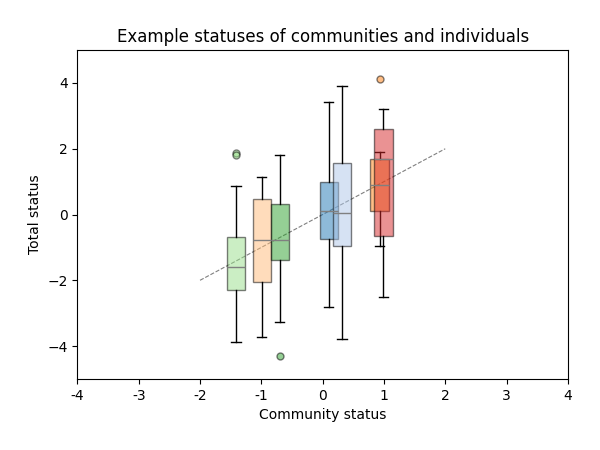 Example statuses of communities and individuals
Total status
4
2
0
−2
−4
-4 -3 -2 -1 0 1 2 3 4
Community status